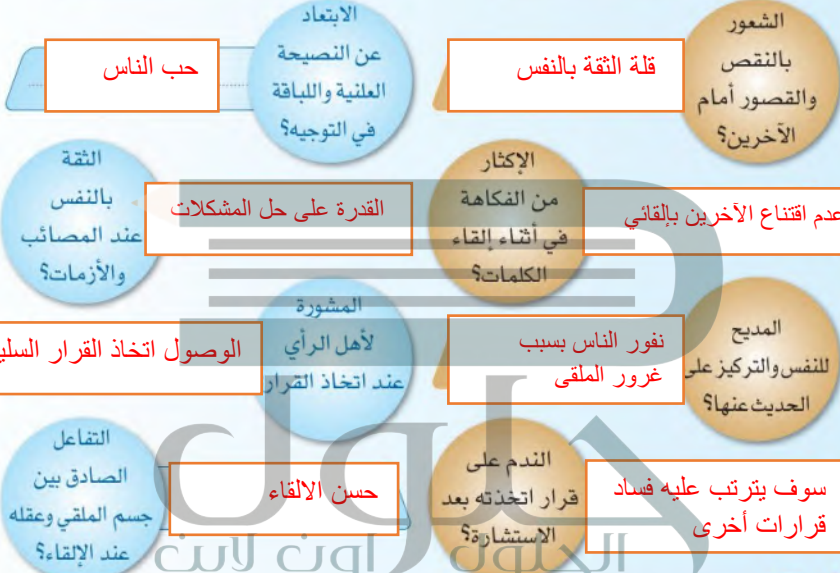 الشعور
بالنقص
والقصور أمام
الآخرين؟
قلة الثقة بالنفس
الابتعاد
عن النصيحة
العلنية واللباقة
في التوجيه؟
حب الناس
الإكثار
من الفكاهة
في أثناء إلقاء
الكلمات؟
عدم اقتناع الآخرين بإلقائي
الثقة
بالنفس
عند المصائب
والأزمات؟
القدرة على حل المشكلات
المديح
للنفس والتركيز على
الحديث عنها؟
نفور الناس بسبب
غرور الملقى
المشورة
لأهل الرأي
عند اتخاذ القرار
الوصول اتخاذ القرار
الندم على
قرار اتخذته بعد
الاستشارة؟
سوف يترتب عليه فساد
قرارات أخرى
التفاعل
الصادق بين
جسم الملقي وعقله
عند الإلقاء؟
حسن الالقاء
حلول
الحلول اون لاين